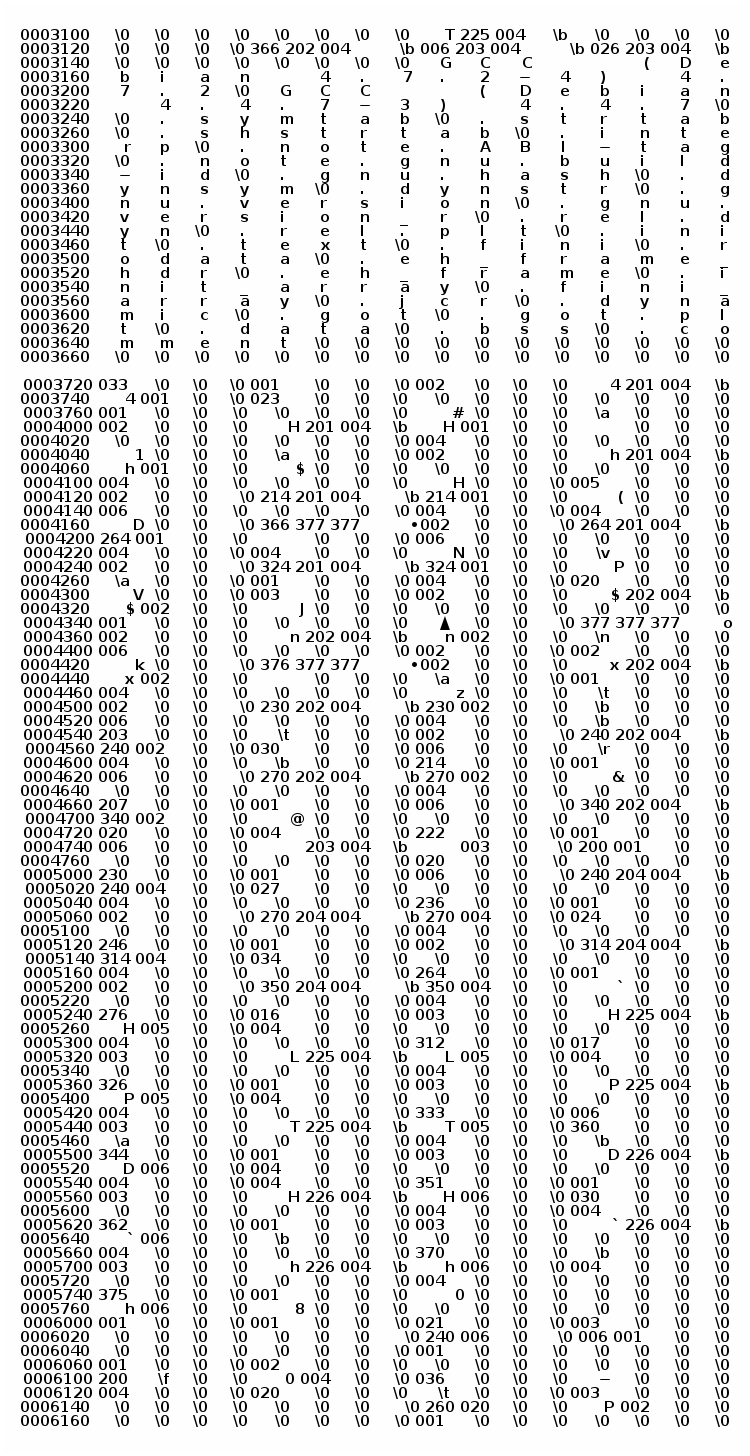 0003100 \0 \0 \0 \0 \0 \0 \0 \0 T 225 004 \b \0 \0 \0 \0
0003120 \0 \0 \0 \0 366 202 004 \b 006 203 004 \b 026 203 004 \b
0003140 \0 \0 \0 \0 \0 \0 \0 \0 G C C ( D e
0003160 b i a n 4 . 7 . 2 - 4 ) 4 .
0003200 7 . 2 \0 G C C ( D e b i a n
0003220 4 . 4 . 7 - 3 ) 4 . 4 . 7 \0
0003240 \0 . s y m t a b \0 . s t r t a b
0003260 \0 . s h s t r t a b \0 . i n t e
0003300 r p \0 . n o t e . A B I - t a g
0003320 \0 . n o t e . g n u . b u i l d
0003340 - i d \0 . g n u . h a s h \0 . d
0003360 y n s y m \0 . d y n s t r \0 . g
0003400 n u . v e r s i o n \0 . g n u .
0003420 v e r s i o n _ r \0 . r e l . d
0003440 y n \0 . r e l . p l t \0 . i n i
0003460 t \0 . t e x t \0 . f i n i \0 . r
0003500 o d a t a \0 . e h _ f r a m e _
0003520 h d r \0 . e h _ f r a m e \0 . i
0003540 n i t _ a r r a y \0 . f i n i _
0003560 a r r a y \0 . j c r \0 . d y n a
0003600 m i c \0 . g o t \0 . g o t . p l
0003620 t \0 . d a t a \0 . b s s \0 . c o
0003640 m m e n t \0 \0 \0 \0 \0 \0 \0 \0 \0 \0 \0
0003660 \0 \0 \0 \0 \0 \0 \0 \0 \0 \0 \0 \0 \0 \0 \0 \0
0003720 033 \0 \0 \0 001 \0 \0 \0 002 \0 \0 \0 4 201 004 \b
0003740 4 001 \0 \0 023 \0 \0 \0 \0 \0 \0 \0 \0 \0 \0 \0
0003760 001 \0 \0 \0 \0 \0 \0 \0 # \0 \0 \0 \a \0 \0 \0
0004000 002 \0 \0 \0 H 201 004 \b H 001 \0 \0 \0 \0 \0
0004020 \0 \0 \0 \0 \0 \0 \0 \0 004 \0 \0 \0 \0 \0 \0 \0
0004040 1 \0 \0 \0 \a \0 \0 \0 002 \0 \0 \0 h 201 004 \b
0004060 h 001 \0 \0 $ \0 \0 \0 \0 \0 \0 \0 \0 \0 \0 \0
0004100 004 \0 \0 \0 \0 \0 \0 \0 H \0 \0 \0 005 \0 \0 \0
0004120 002 \0 \0 \0 214 201 004 \b 214 001 \0 \0 ( \0 \0 \0
0004140 006 \0 \0 \0 \0 \0 \0 \0 004 \0 \0 \0 004 \0 \0 \0
0004160 D \0 \0 \0 366 377 377 •002 \0 \0 \0 264 201 004 \b
0004200 264 001 \0 \0 \0 \0 \0 006 \0 \0 \0 \0 \0 \0 \0
0004220 004 \0 \0 \0 004 \0 \0 \0 N \0 \0 \0 \v \0 \0 \0
0004240 002 \0 \0 \0 324 201 004 \b 324 001 \0 \0 P \0 \0 \0
0004260 \a \0 \0 \0 001 \0 \0 \0 004 \0 \0 \0 020 \0 \0 \0
0004300 V \0 \0 \0 003 \0 \0 \0 002 \0 \0 \0 $ 202 004 \b
0004320 $ 002 \0 \0 J \0 \0 \0 \0 \0 \0 \0 \0 \0 \0 \0
0004340 001 \0 \0 \0 \0 \0 \0 \0 ▲ \0 \0 \0 377 377 377 o
0004360 002 \0 \0 \0 n 202 004 \b n 002 \0 \0 \n \0 \0 \0
0004400 006 \0 \0 \0 \0 \0 \0 \0 002 \0 \0 \0 002 \0 \0 \0
0004420 k \0 \0 \0 376 377 377 •002 \0 \0 \0 x 202 004 \b
0004440 x 002 \0 \0 \0 \0 \0 \a \0 \0 \0 001 \0 \0 \0
0004460 004 \0 \0 \0 \0 \0 \0 \0 z \0 \0 \0 \t \0 \0 \0
0004500 002 \0 \0 \0 230 202 004 \b 230 002 \0 \0 \b \0 \0 \0
0004520 006 \0 \0 \0 \0 \0 \0 \0 004 \0 \0 \0 \b \0 \0 \0
0004540 203 \0 \0 \0 \t \0 \0 \0 002 \0 \0 \0 240 202 004 \b
0004560 240 002 \0 \0 030 \0 \0 \0 006 \0 \0 \0 \r \0 \0 \0
0004600 004 \0 \0 \0 \b \0 \0 \0 214 \0 \0 \0 001 \0 \0 \0
0004620 006 \0 \0 \0 270 202 004 \b 270 002 \0 \0 & \0 \0 \0
0004640 \0 \0 \0 \0 \0 \0 \0 \0 004 \0 \0 \0 \0 \0 \0 \0
0004660 207 \0 \0 \0 001 \0 \0 \0 006 \0 \0 \0 340 202 004 \b
0004700 340 002 \0 \0 @ \0 \0 \0 \0 \0 \0 \0 \0 \0 \0 \0
0004720 020 \0 \0 \0 004 \0 \0 \0 222 \0 \0 \0 001 \0 \0 \0
0004740 006 \0 \0 \0 203 004 \b 003 \0 \0 200 001 \0 \0
0004760 \0 \0 \0 \0 \0 \0 \0 \0 020 \0 \0 \0 \0 \0 \0 \0
0005000 230 \0 \0 \0 001 \0 \0 \0 006 \0 \0 \0 240 204 004 \b
0005020 240 004 \0 \0 027 \0 \0 \0 \0 \0 \0 \0 \0 \0 \0 \0
0005040 004 \0 \0 \0 \0 \0 \0 \0 236 \0 \0 \0 001 \0 \0 \0
0005060 002 \0 \0 \0 270 204 004 \b 270 004 \0 \0 024 \0 \0 \0
0005100 \0 \0 \0 \0 \0 \0 \0 \0 004 \0 \0 \0 \0 \0 \0 \0
0005120 246 \0 \0 \0 001 \0 \0 \0 002 \0 \0 \0 314 204 004 \b
0005140 314 004 \0 \0 034 \0 \0 \0 \0 \0 \0 \0 \0 \0 \0 \0
0005160 004 \0 \0 \0 \0 \0 \0 \0 264 \0 \0 \0 001 \0 \0 \0
0005200 002 \0 \0 \0 350 204 004 \b 350 004 \0 \0 ` \0 \0 \0
0005220 \0 \0 \0 \0 \0 \0 \0 \0 004 \0 \0 \0 \0 \0 \0 \0
0005240 276 \0 \0 \0 016 \0 \0 \0 003 \0 \0 \0 H 225 004 \b
0005260 H 005 \0 \0 004 \0 \0 \0 \0 \0 \0 \0 \0 \0 \0 \0
0005300 004 \0 \0 \0 \0 \0 \0 \0 312 \0 \0 \0 017 \0 \0 \0
0005320 003 \0 \0 \0 L 225 004 \b L 005 \0 \0 004 \0 \0 \0
0005340 \0 \0 \0 \0 \0 \0 \0 \0 004 \0 \0 \0 \0 \0 \0 \0
0005360 326 \0 \0 \0 001 \0 \0 \0 003 \0 \0 \0 P 225 004 \b
0005400 P 005 \0 \0 004 \0 \0 \0 \0 \0 \0 \0 \0 \0 \0 \0
0005420 004 \0 \0 \0 \0 \0 \0 \0 333 \0 \0 \0 006 \0 \0 \0
0005440 003 \0 \0 \0 T 225 004 \b T 005 \0 \0 360 \0 \0 \0
0005460 \a \0 \0 \0 \0 \0 \0 \0 004 \0 \0 \0 \b \0 \0 \0
0005500 344 \0 \0 \0 001 \0 \0 \0 003 \0 \0 \0 D 226 004 \b
0005520 D 006 \0 \0 004 \0 \0 \0 \0 \0 \0 \0 \0 \0 \0 \0
0005540 004 \0 \0 \0 004 \0 \0 \0 351 \0 \0 \0 001 \0 \0 \0
0005560 003 \0 \0 \0 H 226 004 \b H 006 \0 \0 030 \0 \0 \0
0005600 \0 \0 \0 \0 \0 \0 \0 \0 004 \0 \0 \0 004 \0 \0 \0
0005620 362 \0 \0 \0 001 \0 \0 \0 003 \0 \0 \0 ` 226 004 \b
0005640 ` 006 \0 \0 \b \0 \0 \0 \0 \0 \0 \0 \0 \0 \0 \0
0005660 004 \0 \0 \0 \0 \0 \0 \0 370 \0 \0 \0 \b \0 \0 \0
0005700 003 \0 \0 \0 h 226 004 \b h 006 \0 \0 004 \0 \0 \0
0005720 \0 \0 \0 \0 \0 \0 \0 \0 004 \0 \0 \0 \0 \0 \0 \0
0005740 375 \0 \0 \0 001 \0 \0 \0 \0 \0 \0 0 \0 \0 \0 \0
0005760 h 006 \0 \0 8 \0 \0 \0 \0 \0 \0 \0 \0 \0 \0 \0
0006000 001 \0 \0 \0 001 \0 \0 \0 021 \0 \0 \0 003 \0 \0 \0
0006020 \0 \0 \0 \0 \0 \0 \0 \0 240 006 \0 \0 006 001 \0 \0
0006040 \0 \0 \0 \0 \0 \0 \0 \0 001 \0 \0 \0 \0 \0 \0 \0
0006060 001 \0 \0 \0 002 \0 \0 \0 \0 \0 \0 \0 \0 \0 \0 \0
0006100 200 \f \0 \0 0 004 \0 \0 036 \0 \0 \0 - \0 \0 \0
0006120 004 \0 \0 \0 020 \0 \0 \0 \t \0 \0 \0 003 \0 \0 \0
0006140 \0 \0 \0 \0 \0 \0 \0 \0 260 020 \0 \0 P 002 \0 \0
0006160 \0 \0 \0 \0 \0 \0 \0 \0 001 \0 \0 \0 \0 \0 \0 \0